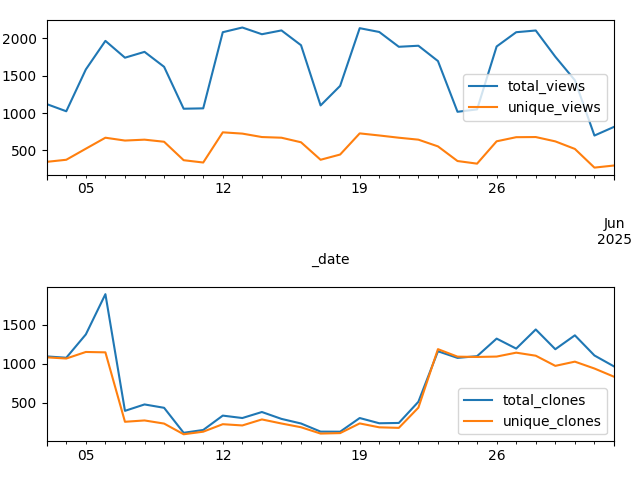 2000
1500
1000
500
total_views
unique_views
05
12
19
26
Jun
2025
_date
1500
1000
500
total_clones
unique_clones
05
12
19
26